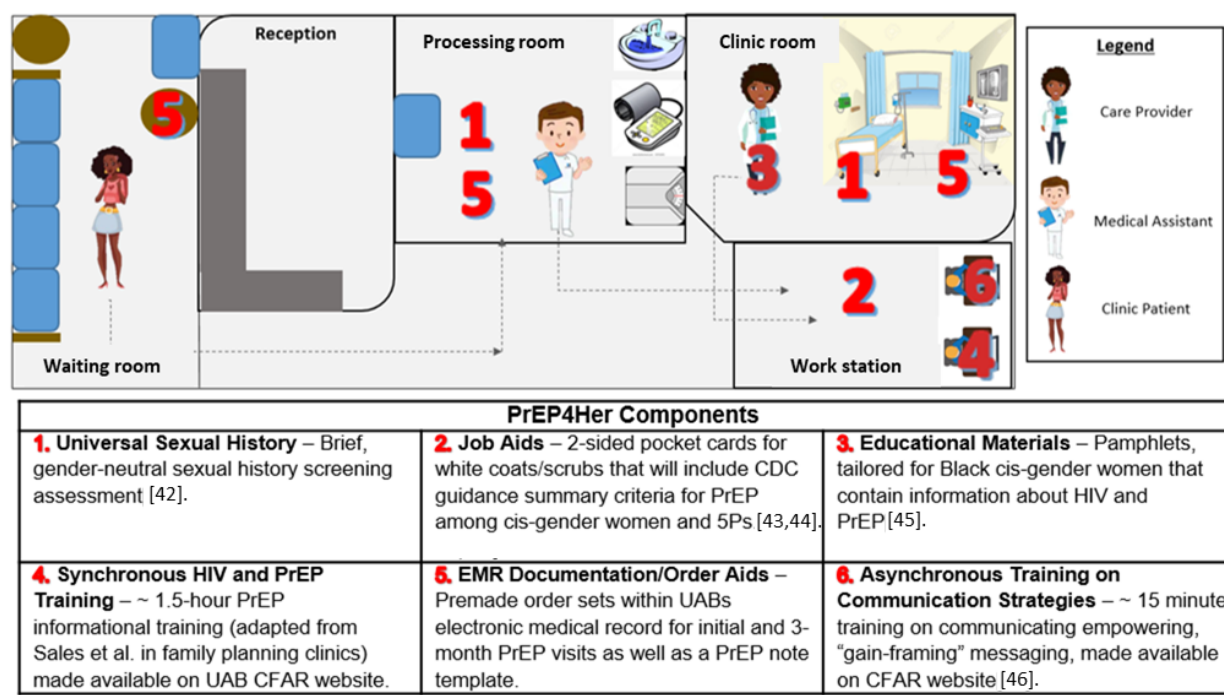 Reception
Processing room
Clinic room
Legend
5
1
5
3
1
5
Care Provider
Medical Assistant
2
6
4
Clinic Patient
Waiting room
Work station
PrEP4Her Components
1. Universal Sexual History – Brief,
gender-neutral sexual history screening
assessment [42].
2. Job Aids – 2-sided pocket cards for
white coats/scrubs that will include CDC
guidance summary criteria for PrEP
among cis-gender women and 5Ps [43,44].
3. Educational Materials – Pamphlets,
tailored for Black cis-gender women that
contain information about HIV and
PrEP[45].
4. Synchronous HIV and PrEP
Training – ~ 1.5-hour PrEP
informational training (adapted from
Sales et al. in family planning clinics)
made available on UAB CFAR website.
5. EMR Documentation/Order Aids –
Premade order sets within UABs
electronic medical record for initial and 3-
month PrEP visits as well as a PrEP note
template.
6. Asynchronous Training on
Communication Strategies – ~ 15 minute
training on communicating empowering,
“gain-framing” messaging, made available
on CFAR website [46].